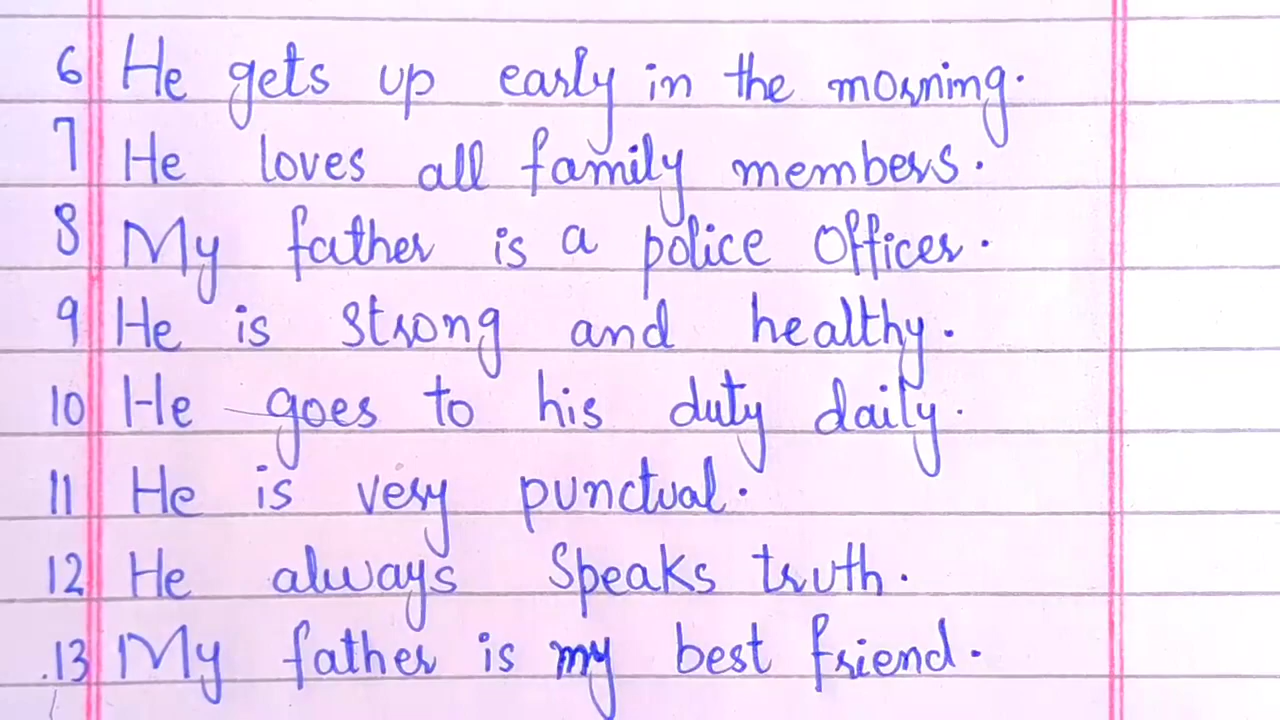 6 He gets up early in the morning.
7 He loves all family members.
8 My father is a police Officer.
9 He is strong and healthy.
10 He goes to his duty daily.
11 He is very punctual.
12 He always Speaks truth.
.13 My father is my best friend.